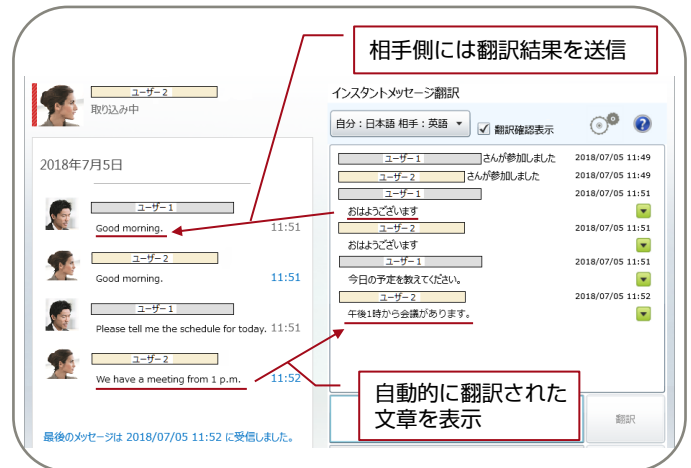 相手側には翻訳結果を送信
ユーザー2
取り込み中
2018年7月5日
ユーザー1
Good morning.
11:51
ユーザー2
Good morning.
11:51
ユーザー1
Please tell me the schedule for today.
11:51
ユーザー2
We have a meeting from 1 p.m.
11:52
最後のメッセージは 2018/07/05 11:52 に受信しました。
インスタントメッセージ翻訳
自分：日本語 相手：英語
翻訳確認表示
ユーザー1 さんが参加しました 2018/07/05 11:49
ユーザー2 さんが参加しました 2018/07/05 11:49
ユーザー1 2018/07/05 11:51
おはようございます
ユーザー2 2018/07/05 11:51
おはようございます
ユーザー1 2018/07/05 11:51
今日の予定を教えてください。
ユーザー2 2018/07/05 11:52
午後1時から会議があります。
自動的に翻訳された
文章を表示
翻訳